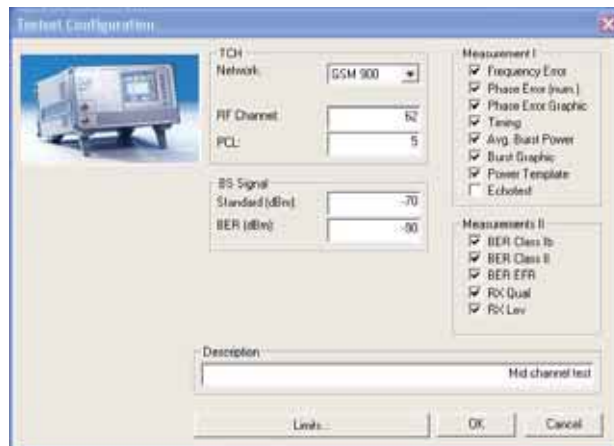 Testset Configuration
TCH
Network:
GSM 900
RF Channel:
62
PCL:
5
BS Signal
Standard (dBm):
-70
BER (dBm):
-90
Measurement I
Frequency Error
Phase Error (num.)
Phase Error Graphic
Timing
Avg. Burst Power
Burst Graphic
Power Template
Echotest
Measurements II
BER Class Ib
BER Class II
BER EFR
RX Qual
RX Lev
Description
Mid channel test
Limits...
OK
Cancel